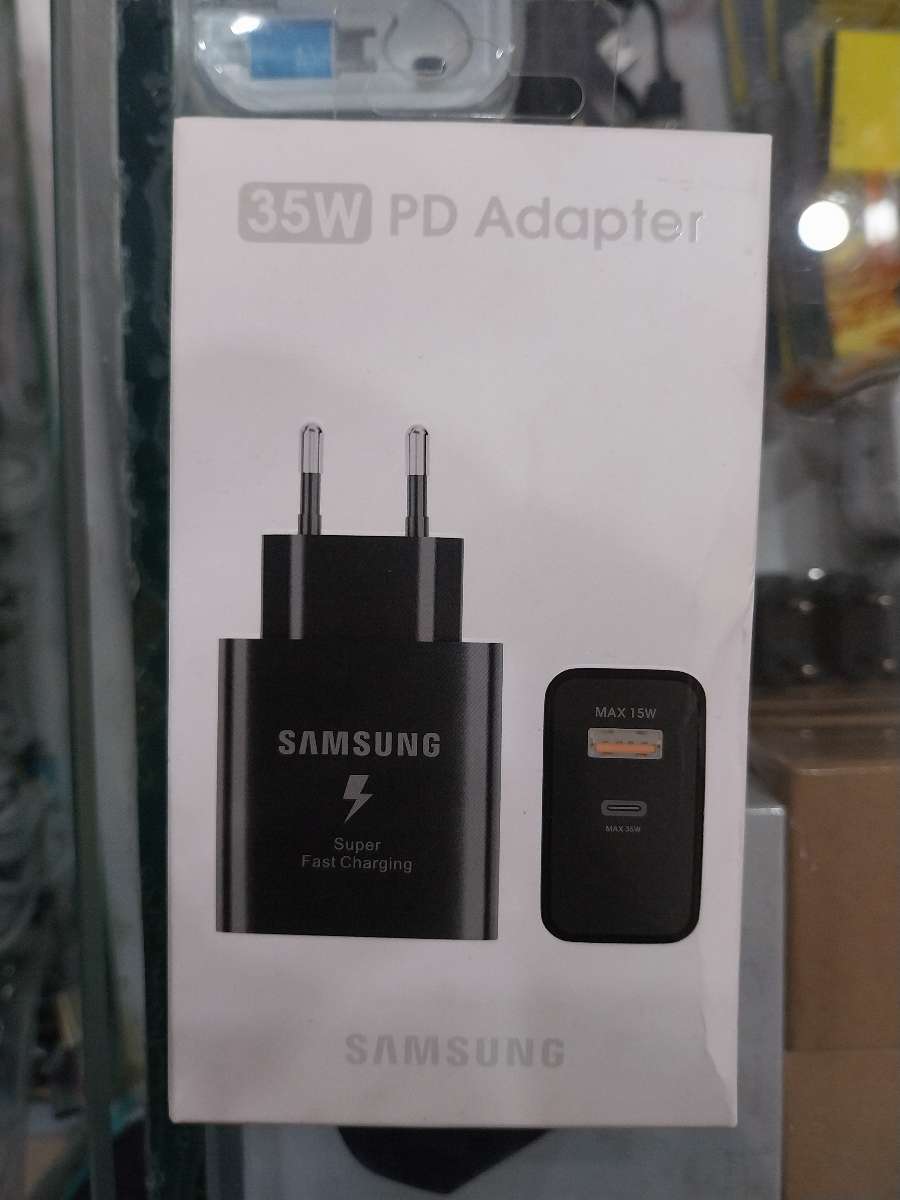 35W PD Adapter
SAMSUNG
Super
Fast Charging
MAX 15W
MAX 35W
SAMSUNG